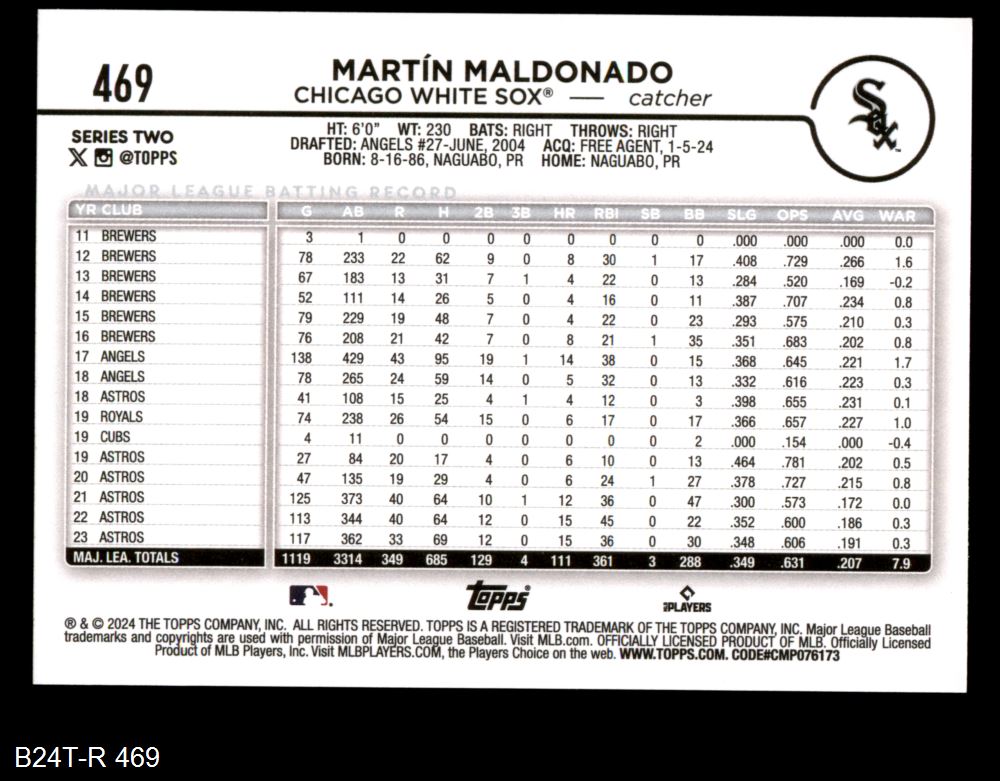 469
MARTÍN MALDONADO
CHICAGO WHITE SOX® — catcher
Sox™
SERIES TWO
X @TOPPS
HT: 6'0" WT: 230 BATS: RIGHT THROWS: RIGHT
DRAFTED: ANGELS #27-JUNE, 2004 ACQ: FREE AGENT, 1-5-24
BORN: 8-16-86, NAGUABO, PR HOME: NAGUABO, PR
MAJOR LEAGUE BATTING RECORD
YR CLUB G AB R H 2B 3B HR RBI SB BB SLG OPS AVG WAR
11 BREWERS 3 1 0 0 0 0 0 0 0 0 .000 .000 .000 0.0
12 BREWERS 78 233 22 62 9 0 8 30 1 17 .408 .729 .266 1.6
13 BREWERS 67 183 13 31 7 1 4 22 0 13 .284 .520 .169 -0.2
14 BREWERS 52 111 14 26 5 0 4 16 0 11 .387 .707 .234 0.8
15 BREWERS 79 229 19 48 7 0 4 22 0 23 .293 .575 .210 0.3
16 BREWERS 76 208 21 42 7 0 8 21 1 35 .351 .683 .202 0.8
17 ANGELS 138 429 43 95 19 1 14 38 0 15 .368 .645 .221 1.7
18 ANGELS 78 265 24 59 14 0 5 32 0 13 .332 .616 .223 0.3
18 ASTROS 41 108 15 25 4 1 4 12 0 3 .398 .655 .231 0.1
19 ROYALS 74 238 26 54 15 0 6 17 0 17 .366 .657 .227 1.0
19 CUBS 4 11 0 0 0 0 0 0 0 2 .000 .154 .000 -0.4
19 ASTROS 27 84 20 17 4 0 6 10 0 13 .464 .781 .202 0.5
20 ASTROS 47 135 19 29 4 0 6 24 1 27 .378 .727 .215 0.8
21 ASTROS 125 373 40 64 10 1 12 36 0 47 .300 .573 .172 0.0
22 ASTROS 113 344 40 64 12 0 15 45 0 22 .352 .600 .186 0.3
23 ASTROS 117 362 33 69 12 0 15 36 0 30 .348 .606 .191 0.3
MAJ. LEA. TOTALS 1119 3314 349 685 129 4 111 361 3 288 .349 .631 .207 7.9
Topps®
PLAYERS
® & © 2024 THE TOPPS COMPANY, INC. ALL RIGHTS RESERVED. TOPPS IS A REGISTERED TRADEMARK OF THE TOPPS COMPANY, INC. Major League Baseball
trademarks and copyrights are used with permission of Major League Baseball. Visit MLB.com. OFFICIALLY LICENSED PRODUCT OF MLB. Officially Licensed
Product of MLB Players, Inc. Visit MLBPLAYERS.COM, the Players Choice on the web. WWW.TOPPS.COM. CODE#CMP076173
B24T-R 469